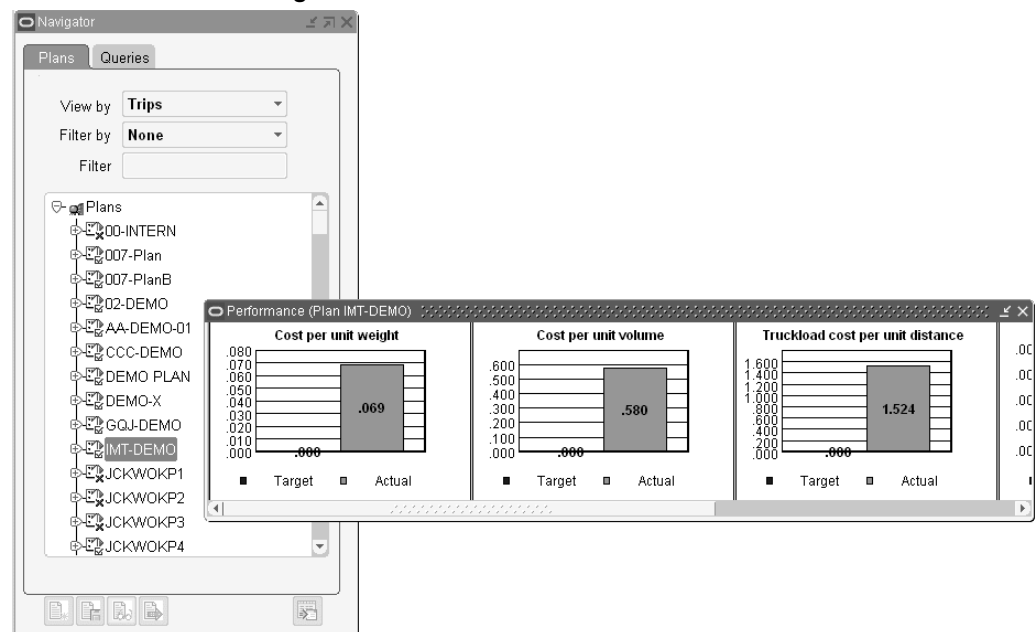 Navigator
Plans Queries
View by Trips
Filter by None
Filter
Plans
00-INTERN
007-Plan
007-PlanB
02-DEMO
AA-DEMO-01
CCC-DEMO
DEMO PLAN
DEMO-X
GQJ-DEMO
IMT-DEMO
JCKWOKP1
JCKWOKP2
JCKWOKP3
JCKWOKP4
Performance (Plan IMT-DEMO)
Cost per unit weight
.080
.070
.060
.050
.040
.030
.020
.010
.000
.000
.069
Target Actual
Cost per unit volume
.600
.500
.400
.300
.200
.100
.000
.000
.580
Target Actual
Truckload cost per unit distance
1.600
1.400
1.200
1.000
.800
.600
.400
.200
.000
.000
1.524
Target Actual